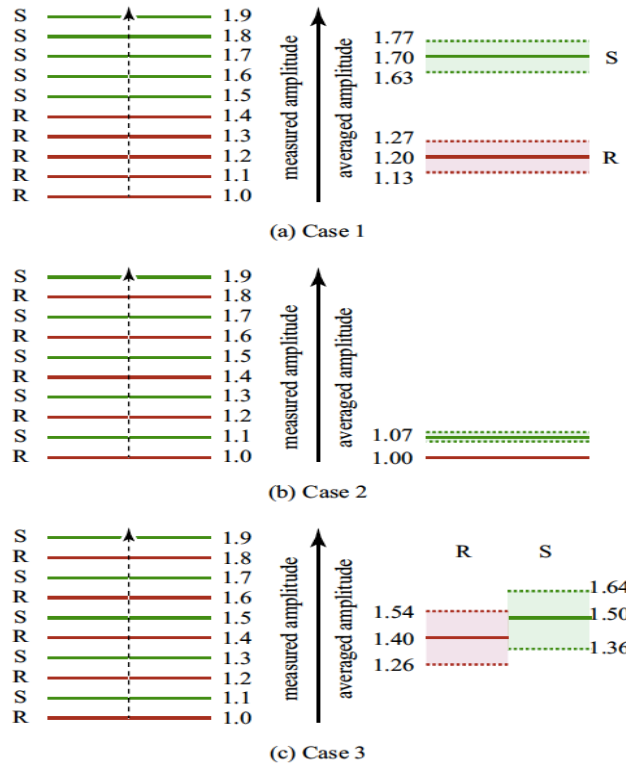 S 1.9
S 1.8
S 1.7
S 1.6
S 1.5
R 1.4
R 1.3
R 1.2
R 1.1
R 1.0
measured amplitude
averaged amplitude
1.77
1.70 S
1.63
1.27
1.20 R
1.13
(a) Case 1
S 1.9
R 1.8
S 1.7
R 1.6
S 1.5
R 1.4
S 1.3
R 1.2
S 1.1
R 1.0
measured amplitude
averaged amplitude
1.07
1.00
(b) Case 2
S 1.9
R 1.8
S 1.7
R 1.6
S 1.5
R 1.4
S 1.3
R 1.2
S 1.1
R 1.0
measured amplitude
averaged amplitude
R S
1.54
1.40
1.26
1.64
1.50
1.36
(c) Case 3